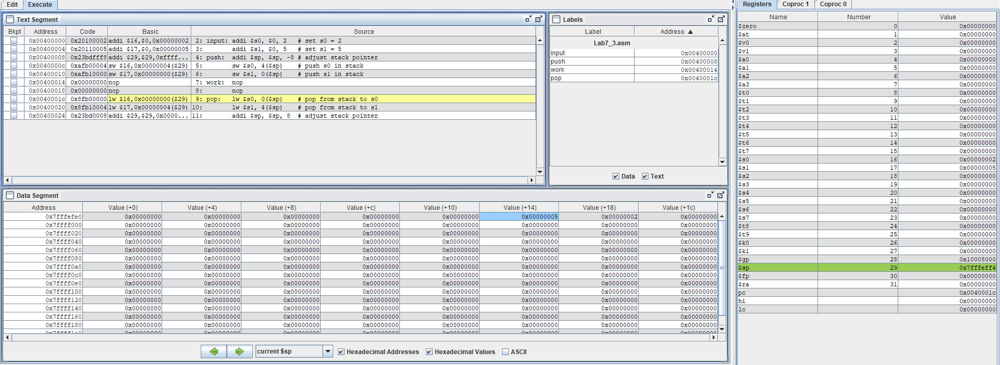 Edit Execute
Text Segment
Bkpt Address Code Basic Source
0x00400000 0x20100002 addi $16,$0,0x00000002 2: input: addi $s0, $0, 2 # set s0 = 2
0x00400004 0x20110005 addi $17,$0,0x00000005 3: addi $s1, $0, 5 # set s1 = 5
0x00400008 0x23bdfff8 addi $29,$29,0xffff... 4: push: addi $sp, $sp, -8 # adjust stack pointer
0x0040000c 0xafb00004 sw $16,0x00000004($29) 5: sw $s0, 4($sp) # push s0 in stack
0x00400010 0xafb10000 sw $17,0x00000000($29) 6: sw $s1, 0($sp) # push s1 in stack
0x00400014 0x00000000 nop 7: work: nop
0x00400018 0x00000000 nop 8: nop
0x0040001c 0x8fb00000 lw $16,0x00000000($29) 9: pop: lw $s0, 0($sp) # pop from stack to s0
0x00400020 0x8fb10004 lw $17,0x00000004($29) 10: lw $s1, 4($sp) # pop from stack to s1
0x00400024 0x23bd0008 addi $29,$29,0x0000... 11: addi $sp, $sp, 8 # adjust stack pointer
Labels
Label Address ▲
Lab7_3.asm
input 0x00400000
push 0x00400008
work 0x00400014
pop 0x0040001c
Data Text
Data Segment
Address Value (+0) Value (+4) Value (+8) Value (+c) Value (+10) Value (+14) Value (+18) Value (+1c)
0x7fffefe0 0x00000000 0x00000000 0x00000000 0x00000000 0x00000000 0x00000005 0x00000002 0x00000000
0x7ffff000 0x00000000 0x00000000 0x00000000 0x00000000 0x00000000 0x00000000 0x00000000 0x00000000
0x7ffff020 0x00000000 0x00000000 0x00000000 0x00000000 0x00000000 0x00000000 0x00000000 0x00000000
0x7ffff040 0x00000000 0x00000000 0x00000000 0x00000000 0x00000000 0x00000000 0x00000000 0x00000000
0x7ffff060 0x00000000 0x00000000 0x00000000 0x00000000 0x00000000 0x00000000 0x00000000 0x00000000
0x7ffff080 0x00000000 0x00000000 0x00000000 0x00000000 0x00000000 0x00000000 0x00000000 0x00000000
0x7ffff0a0 0x00000000 0x00000000 0x00000000 0x00000000 0x00000000 0x00000000 0x00000000 0x00000000
0x7ffff0c0 0x00000000 0x00000000 0x00000000 0x00000000 0x00000000 0x00000000 0x00000000 0x00000000
0x7ffff0e0 0x00000000 0x00000000 0x00000000 0x00000000 0x00000000 0x00000000 0x00000000 0x00000000
0x7ffff100 0x00000000 0x00000000 0x00000000 0x00000000 0x00000000 0x00000000 0x00000000 0x00000000
0x7ffff120 0x00000000 0x00000000 0x00000000 0x00000000 0x00000000 0x00000000 0x00000000 0x00000000
0x7ffff140 0x00000000 0x00000000 0x00000000 0x00000000 0x00000000 0x00000000 0x00000000 0x00000000
0x7ffff160 0x00000000 0x00000000 0x00000000 0x00000000 0x00000000 0x00000000 0x00000000 0x00000000
0x7ffff180 0x00000000 0x00000000 0x00000000 0x00000000 0x00000000 0x00000000 0x00000000 0x00000000
current $sp Hexadecimal Addresses Hexadecimal Values ASCII
Registers Coproc 1 Coproc 0
Name Number Value
$zero 0 0x00000000
$at 1 0x00000000
$v0 2 0x00000000
$v1 3 0x00000000
$a0 4 0x00000000
$a1 5 0x00000000
$a2 6 0x00000000
$a3 7 0x00000000
$t0 8 0x00000000
$t1 9 0x00000000
$t2 10 0x00000000
$t3 11 0x00000000
$t4 12 0x00000000
$t5 13 0x00000000
$t6 14 0x00000000
$t7 15 0x00000000
$s0 16 0x00000002
$s1 17 0x00000005
$s2 18 0x00000000
$s3 19 0x00000000
$s4 20 0x00000000
$s5 21 0x00000000
$s6 22 0x00000000
$s7 23 0x00000000
$t8 24 0x00000000
$t9 25 0x00000000
$k0 26 0x00000000
$k1 27 0x00000000
$gp 28 0x10008000
$sp 29 0x7fffeff4
$fp 30 0x00000000
$ra 31 0x00000000
pc 0x0040001c
hi 0x00000000
lo 0x00000000